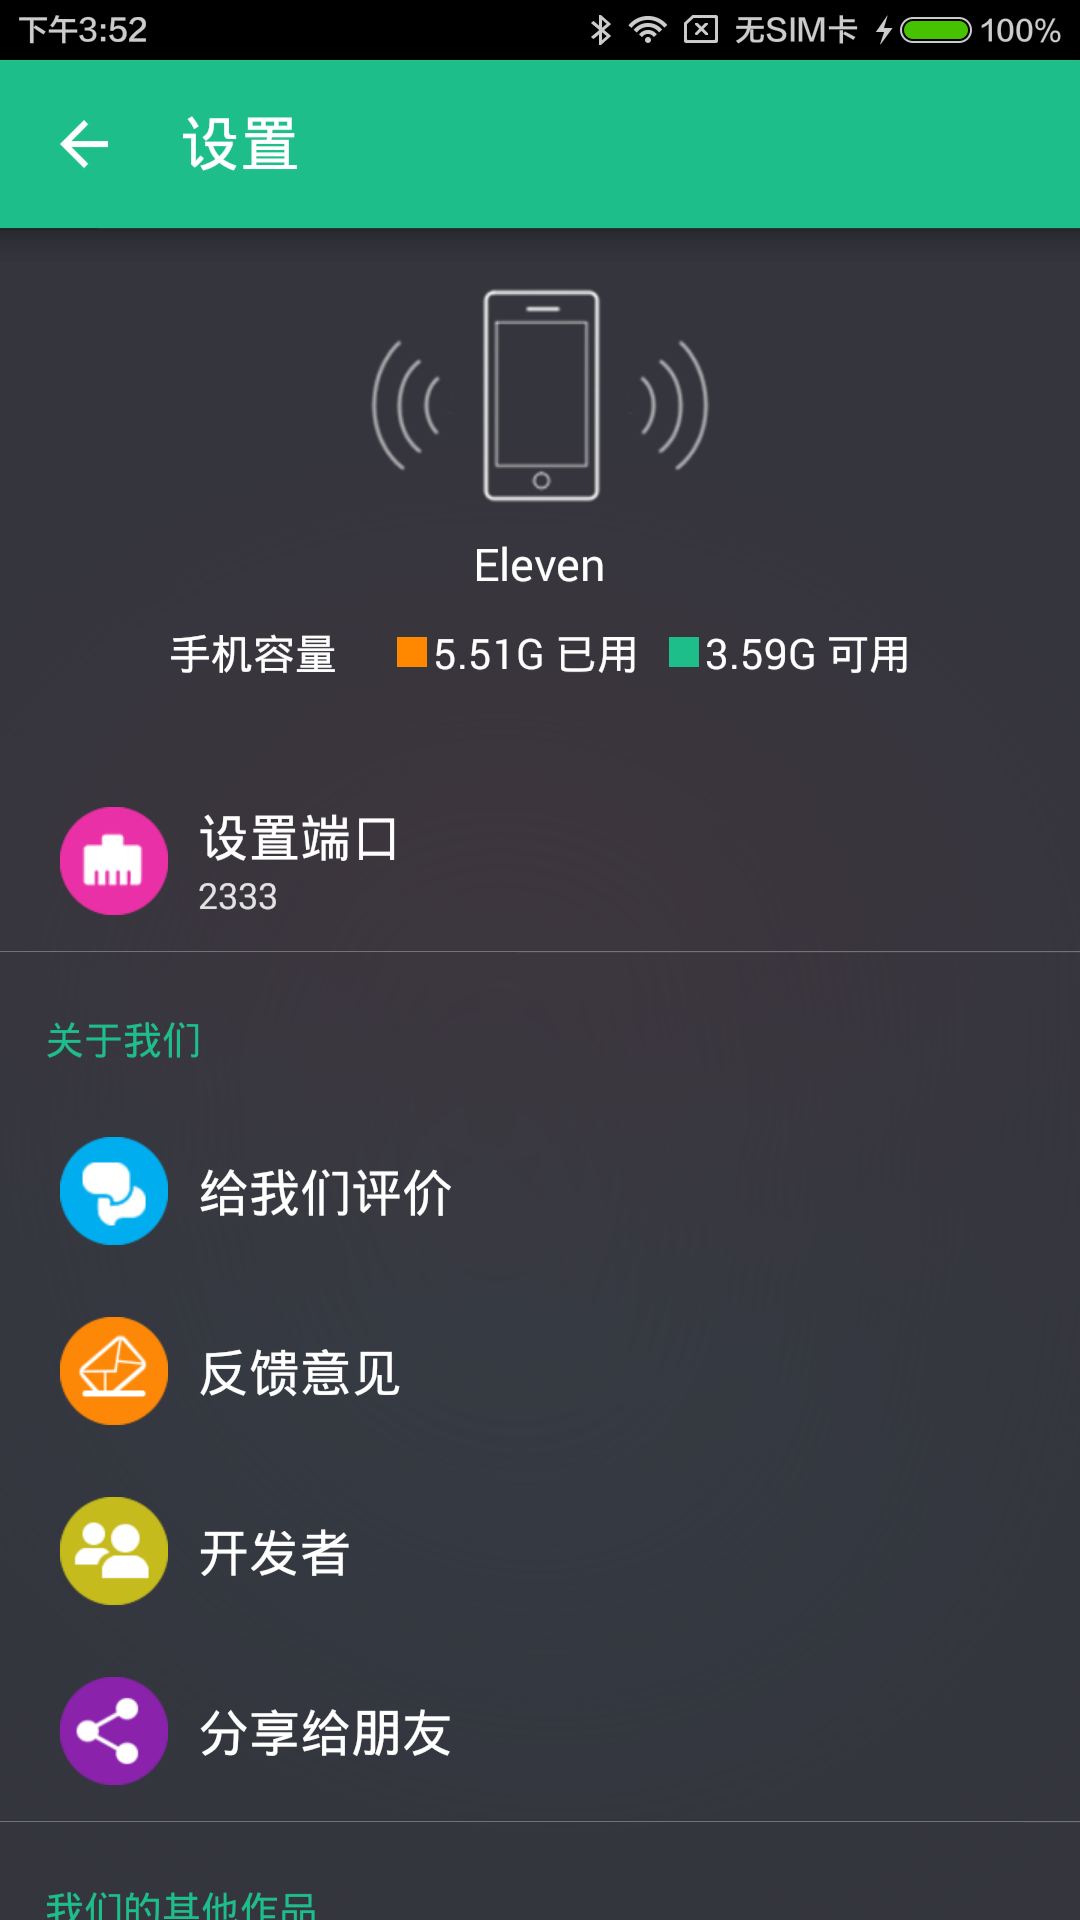 下午3:52 无SIM卡 100%
设置
Eleven
手机容量 5.51G 已用 3.59G 可用
设置端口
2333
关于我们
给我们评价
反馈意见
开发者
分享给朋友
我们的其他作品